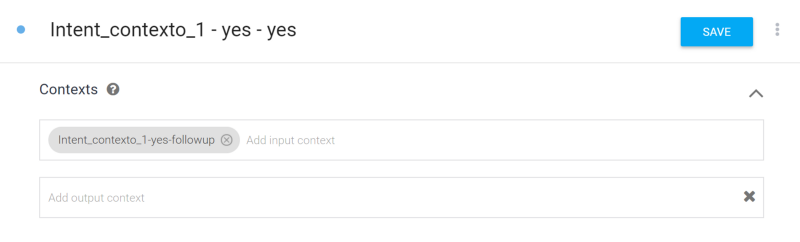 Intent_contexto_1 - yes - yes
SAVE
Contexts ?
Intent_contexto_1-yes-followup Add input context
Add output context